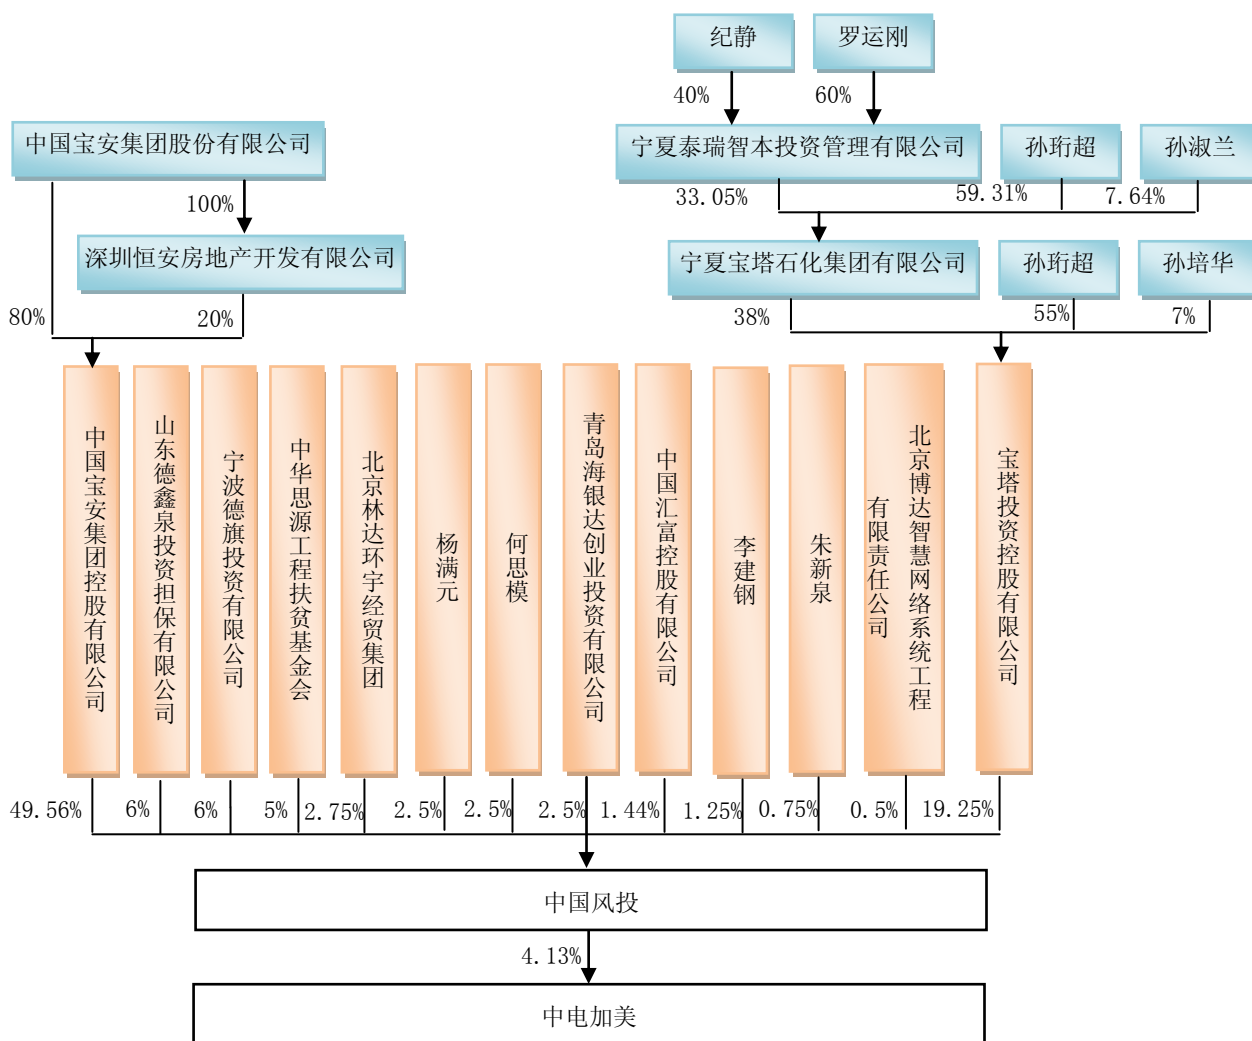 纪静
罗运刚
40%
60%
中国宝安集团股份有限公司
宁夏泰瑞智本投资管理有限公司
孙珩超
孙淑兰
100%
33.05%
59.31%
7.64%
深圳恒安房地产开发有限公司
宁夏宝塔石化集团有限公司
孙珩超
孙培华
80%
20%
38%
55%
7%
中国宝安集团控股有限公司
山东德鑫泉投资担保有限公司
宁波德旗投资有限公司
中华思源工程扶贫基金会
北京林达环宇经贸集团
杨满元
何思模
青岛海银达创业投资有限公司
中国汇富控股有限公司
李建钢
朱新泉
北京博达智慧网络系统工程
有限责任公司
宝塔投资控股有限公司
49.56%
6%
6%
5%
2.75%
2.5%
2.5%
2.5%
1.44%
1.25%
0.75%
0.5%
19.25%
中国风投
4.13%
中电加美